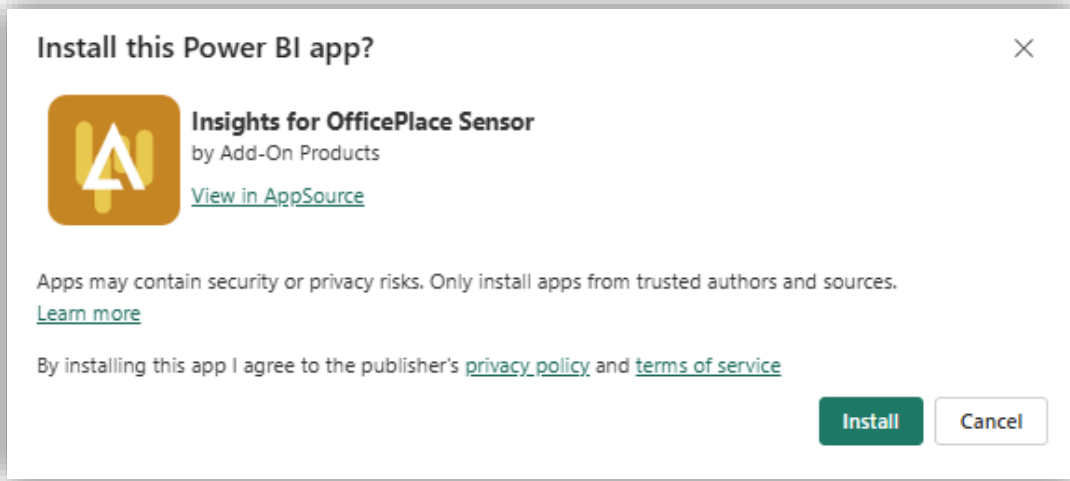 Install this Power BI app?
Insights for OfficePlace Sensor
by Add-On Products
View in AppSource
Apps may contain security or privacy risks. Only install apps from trusted authors and sources.
Learn more
By installing this app I agree to the publisher's privacy policy and terms of service
Install Cancel